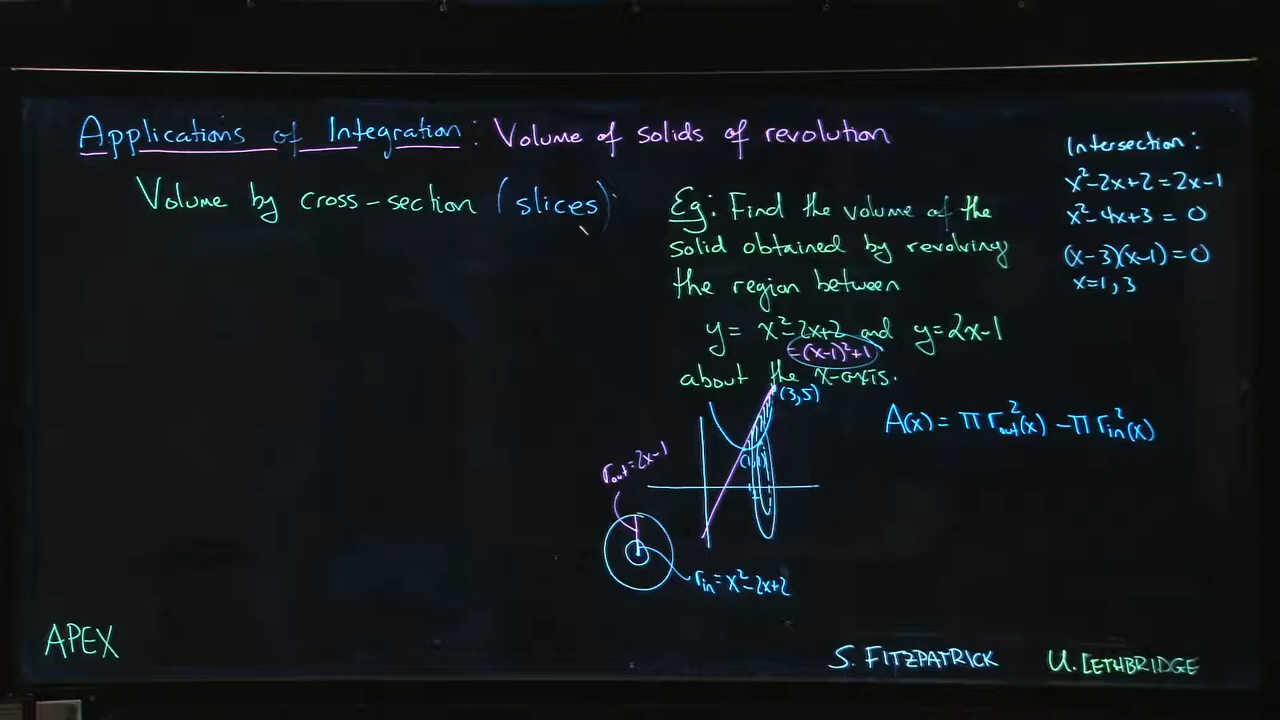 Applications of Integration: Volume of solids of revolution
Volume by cross-section (slices):
Eg: Find the volume of the
solid obtained by revolving
the region between
y = x²-2x+2 and y=2x-1
=(x-1)²+1
about the x-axis.
Intersection:
x²-2x+2=2x-1
x²-4x+3=0
(x-3)(x-1)=0
x=1,3
(3,5)
(1,1)
A(x) = πr_out²(x) - πr_in²(x)
r_out=2x-1
r_in=x²-2x+2
APEX
S. FITZPATRICK
U. LETHBRIDGE